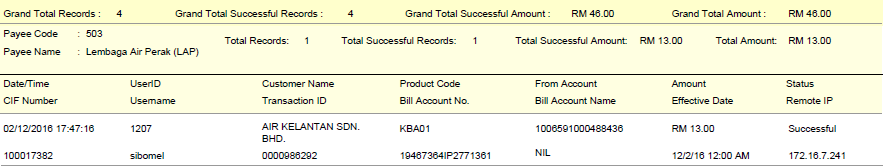 Grand Total Records : 4 Grand Total Successful Records : 4 Grand Total Successful Amount : RM 46.00 Grand Total Amount : RM 46.00
Payee Code : 503
Total Records: 1 Total Successful Records: 1 Total Successful Amount: RM 13.00 Total Amount: RM 13.00
Payee Name : Lembaga Air Perak (LAP)
Date/Time UserID Customer Name Product Code From Account Amount Status
CIF Number Username Transaction ID Bill Account No. Bill Account Name Effective Date Remote IP
02/12/2016 17:47:16 1207 AIR KELANTAN SDN. KBA01 1006591000488436 RM 13.00 Successful
BHD.
100017382 sibomel 0000986292 19467364IP2771361 NIL 12/2/16 12:00 AM 172.16.7.241